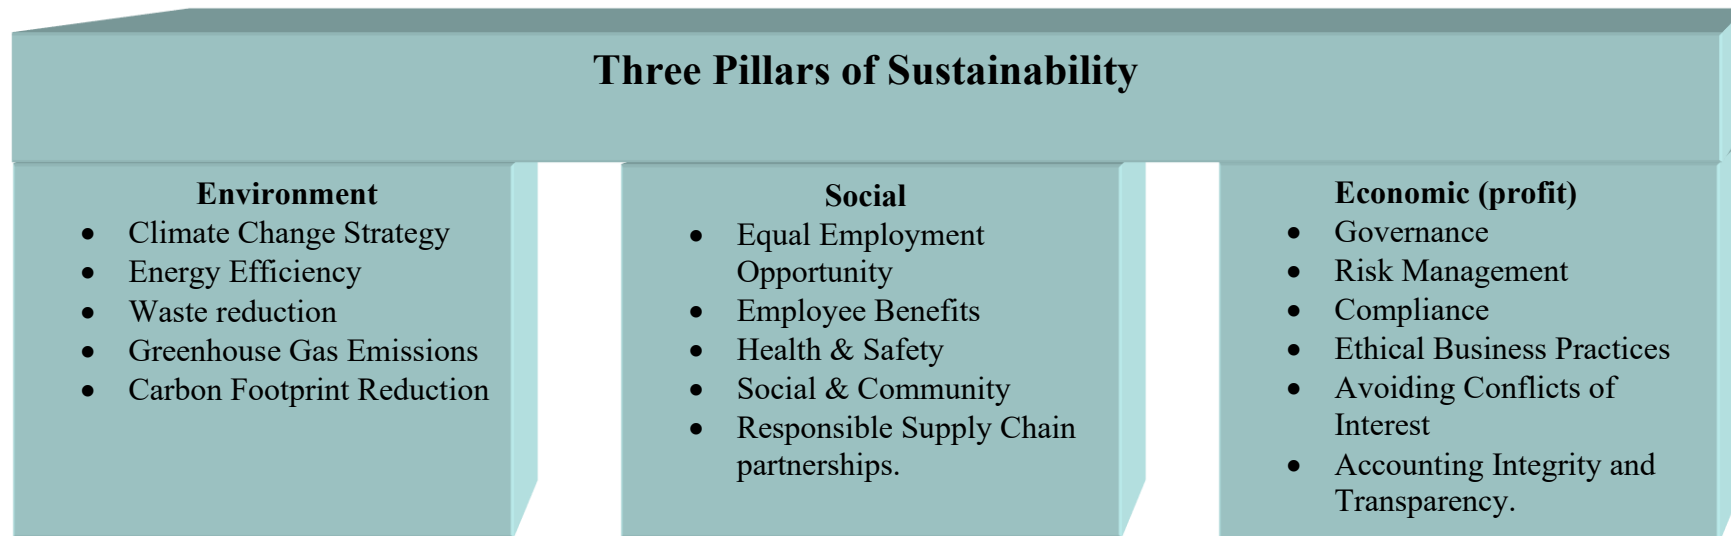 Three Pillars of Sustainability
Environment
• Climate Change Strategy
• Energy Efficiency
• Waste reduction
• Greenhouse Gas Emissions
• Carbon Footprint Reduction
Social
• Equal Employment
Opportunity
• Employee Benefits
• Health & Safety
• Social & Community
• Responsible Supply Chain
partnerships.
Economic (profit)
• Governance
• Risk Management
• Compliance
• Ethical Business Practices
• Avoiding Conflicts of
Interest
• Accounting Integrity and
Transparency.